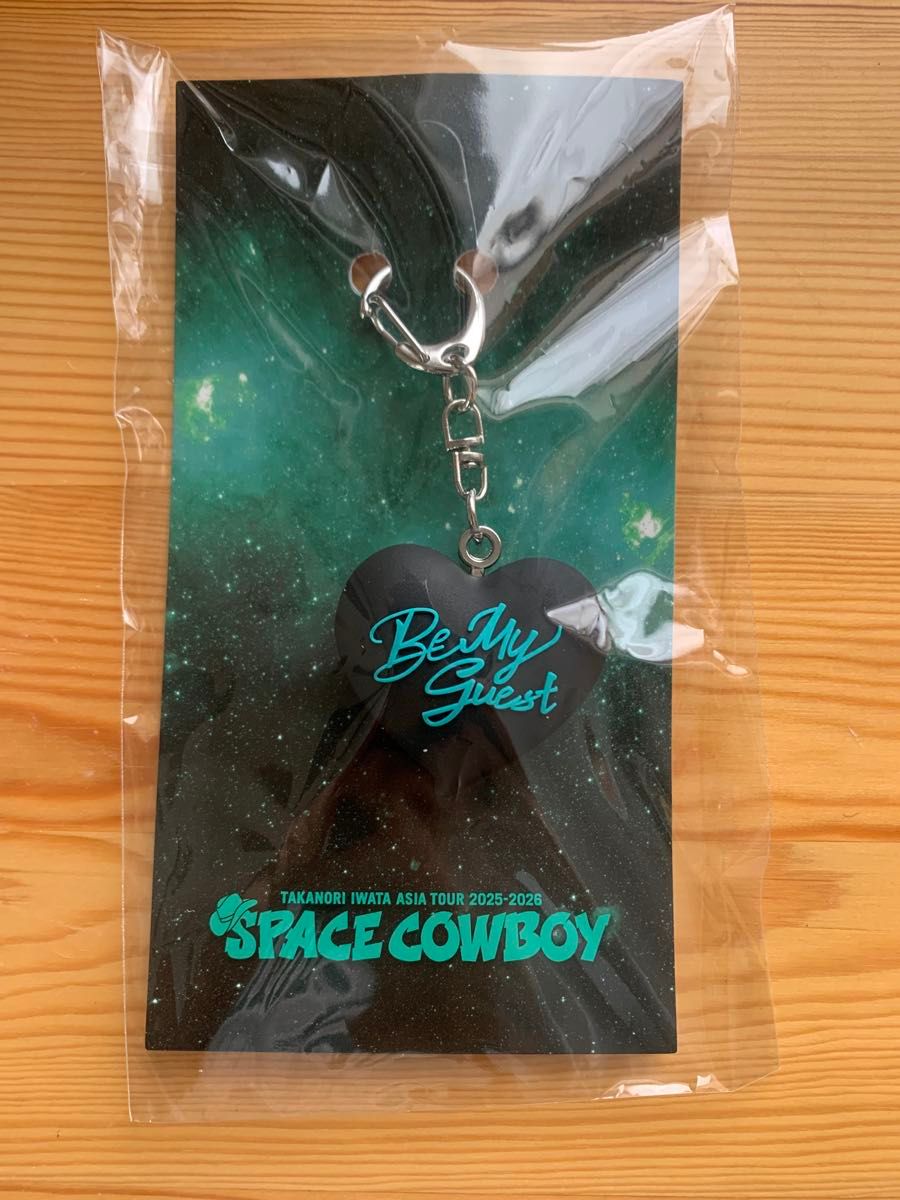 Be My
Guest
TAKANORI IWATA ASIA TOUR 2025-2026
SPACE COWBOY